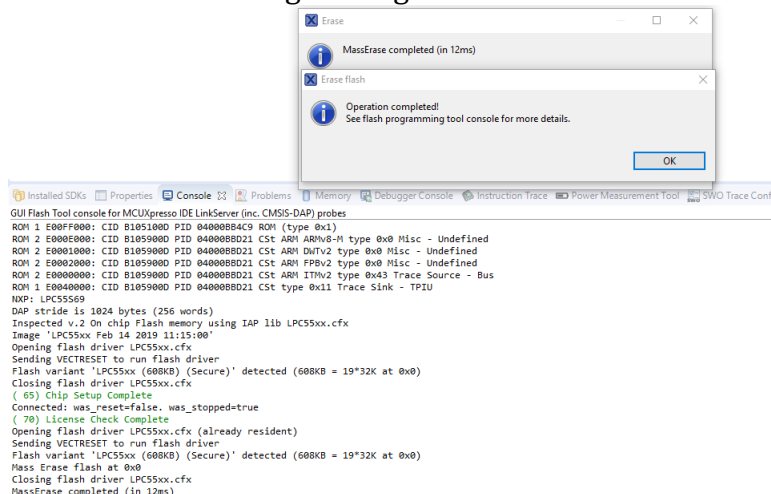 Erase
MassErase completed (in 12ms)
Erase flash
Operation completed!
See flash programming tool console for more details.
OK
Installed SDKs Properties Console Problems Memory Debugger Console Instruction Trace Power Measurement Tool SWO Trace Conf
GUI Flash Tool console for MCUXpresso IDE LinkServer (inc. CMSIS-DAP) probes
ROM 1 E00FF000: CID B105100D PID 04000BB4C9 ROM (type 0x1)
ROM 2 E000E000: CID B105900D PID 04000BBD21 CSt ARM ARMv8-M type 0x0 Misc - Undefined
ROM 2 E0001000: CID B105900D PID 04000BBD21 CSt ARM DWTv2 type 0x0 Misc - Undefined
ROM 2 E0002000: CID B105900D PID 04000BBD21 CSt ARM FPBv2 type 0x0 Misc - Undefined
ROM 2 E0000000: CID B105900D PID 04000BBD21 CSt ARM ITMv2 type 0x43 Trace Source - Bus
ROM 1 E0040000: CID B105900D PID 04000BBD21 CSt type 0x11 Trace Sink - TPIU
NXP: LPC55S69
DAP stride is 1024 bytes (256 words)
Inspected v.2 On chip Flash memory using IAP lib LPC55xx.cfx
Image 'LPC55xx Feb 14 2019 11:15:00'
Opening flash driver LPC55xx.cfx
Sending VECTRESET to run flash driver
Flash variant 'LPC55xx (608KB) (Secure)' detected (608KB = 19*32K at 0x0)
Closing flash driver LPC55xx.cfx
( 65) Chip Setup Complete
Connected: was_reset=false. was_stopped=true
( 70) License Check Complete
Opening flash driver LPC55xx.cfx (already resident)
Sending VECTRESET to run flash driver
Flash variant 'LPC55xx (608KB) (Secure)' detected (608KB = 19*32K at 0x0)
Mass Erase flash at 0x0
Closing flash driver LPC55xx.cfx
MassErase completed (in 12ms)